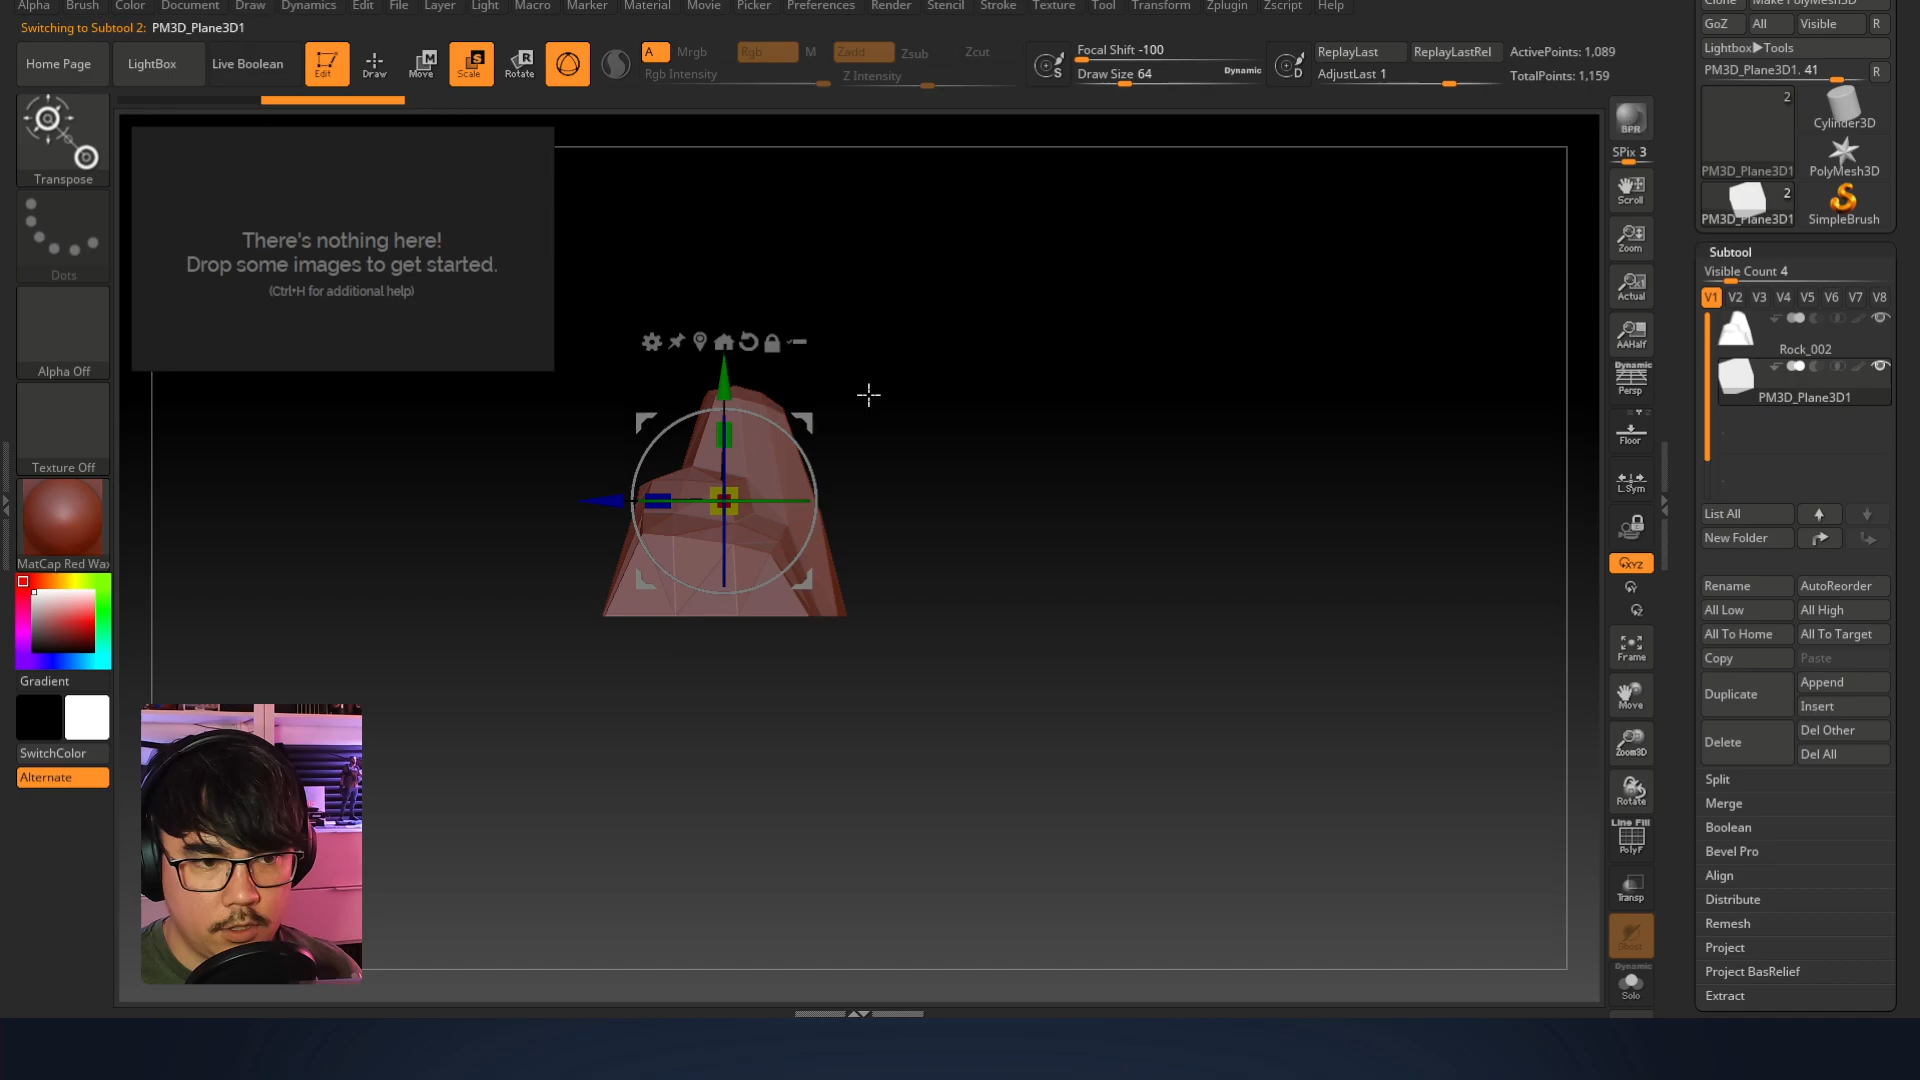 Alpha Brush Color Document Draw Dynamics Edit File Layer Light Macro Marker Material Movie Picker Preferences Render Stencil Stroke Texture Tool Transform Zplugin Zscript Help
Switching to Subtool 2: PM3D_Plane3D1
Home Page
LightBox
Live Boolean
Edit
Draw
Move
Scale
Rotate
A
Mrgb
Rgb
M
Zadd
Zsub
Zcut
Rgb Intensity
Z Intensity
Focal Shift -100
Draw Size 64
Dynamic
ReplayLast
ReplayLastRel
AdjustLast 1
ActivePoints: 1,089
TotalPoints: 1,159
Transpose
Dots
Alpha Off
Texture Off
MatCap Red Wax
Gradient
SwitchColor
Alternate
There's nothing here!
Drop some images to get started.
(Ctrl+H for additional help)
BPR
SPix 3
Scroll
Zoom
Actual
AAHalf
Dynamic
Persp
Floor
L.Sym
XYZ
Frame
Move
Zoom3D
Rotate
Line Fill
PolyF
Transp
Ghost
Dynamic
Solo
Clone
Make PolyMesh3D
GoZ
All
Visible
R
Lightbox▶Tools
PM3D_Plane3D1. 41
R
2
Cylinder3D
PM3D_Plane3D1
PolyMesh3D
2
PM3D_Plane3D1
SimpleBrush
Subtool
Visible Count 4
V1 V2 V3 V4 V5 V6 V7 V8
Rock_002
PM3D_Plane3D1
List All
New Folder
Rename
AutoReorder
All Low
All High
All To Home
All To Target
Copy
Paste
Duplicate
Append
Insert
Delete
Del Other
Del All
Split
Merge
Boolean
Bevel Pro
Align
Distribute
Remesh
Project
Project BasRelief
Extract